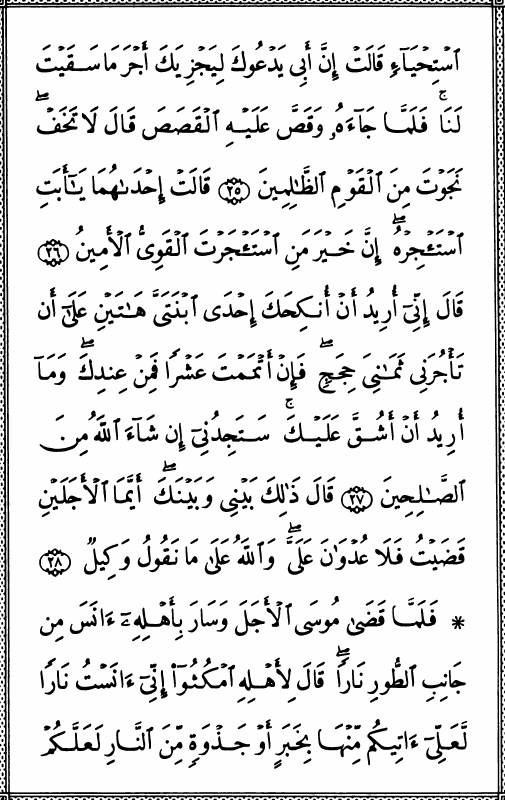 ٱسۡتِحۡيَآءٖ قَالَتۡ إِنَّ أَبِي يَدۡعُوكَ لِيَجۡزِيَكَ أَجۡرَ مَا سَقَيۡتَ
لَنَاۚ فَلَمَّا جَآءَهُۥ وَقَصَّ عَلَيۡهِ ٱلۡقَصَصَ قَالَ لَا تَخَفۡۖ
نَجَوۡتَ مِنَ ٱلۡقَوۡمِ ٱلظَّٰلِمِينَ ٢٥ قَالَتۡ إِحۡدَىٰهُمَا يَٰٓأَبَتِ
ٱسۡتَـٔۡجِرۡهُۖ إِنَّ خَيۡرَ مَنِ ٱسۡتَـٔۡجَرۡتَ ٱلۡقَوِيُّ ٱلۡأَمِينُ ٢٦
قَالَ إِنِّيٓ أُرِيدُ أَنۡ أُنكِحَكَ إِحۡدَى ٱبۡنَتَيَّ هَٰتَيۡنِ عَلَىٰٓ أَن
تَأۡجُرَنِي ثَمَٰنِيَ حِجَجٖۖ فَإِنۡ أَتۡمَمۡتَ عَشۡرٗا فَمِنۡ عِندِكَۖ وَمَآ
أُرِيدُ أَنۡ أَشُقَّ عَلَيۡكَۚ سَتَجِدُنِيٓ إِن شَآءَ ٱللَّهُ مِنَ
ٱلصَّٰلِحِينَ ٢٧ قَالَ ذَٰلِكَ بَيۡنِي وَبَيۡنَكَۖ أَيَّمَا ٱلۡأَجَلَيۡنِ
قَضَيۡتُ فَلَا عُدۡوَٰنَ عَلَيَّۖ وَٱللَّهُ عَلَىٰ مَا نَقُولُ وَكِيلٞ ٢٨
* فَلَمَّا قَضَىٰ مُوسَى ٱلۡأَجَلَ وَسَارَ بِأَهۡلِهِۦٓ ءَانَسَ مِن
جَانِبِ ٱلطُّورِ نَارٗاۖ قَالَ لِأَهۡلِهِ ٱمۡكُثُوٓاْ إِنِّيٓ ءَانَسۡتُ نَارٗا
لَّعَلِّيٓ ءَاتِيكُم مِّنۡهَا بِخَبَرٍ أَوۡ جَذۡوَةٖ مِّنَ ٱلنَّارِ لَعَلَّكُمۡ